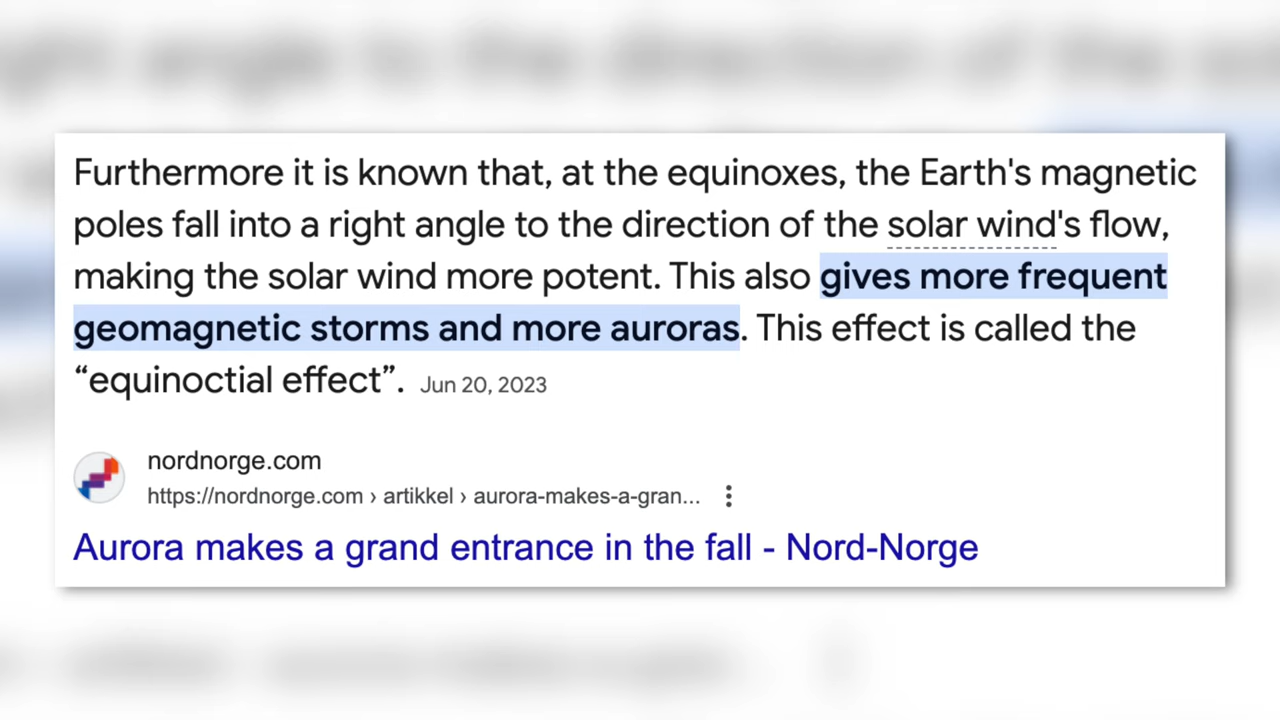 Furthermore it is known that, at the equinoxes, the Earth's magnetic
poles fall into a right angle to the direction of the solar wind's flow,
making the solar wind more potent. This also gives more frequent
geomagnetic storms and more auroras. This effect is called the
“equinoctial effect”. Jun 20, 2023
nordnorge.com
https://nordnorge.com › artikkel › aurora-makes-a-gran...
Aurora makes a grand entrance in the fall - Nord-Norge